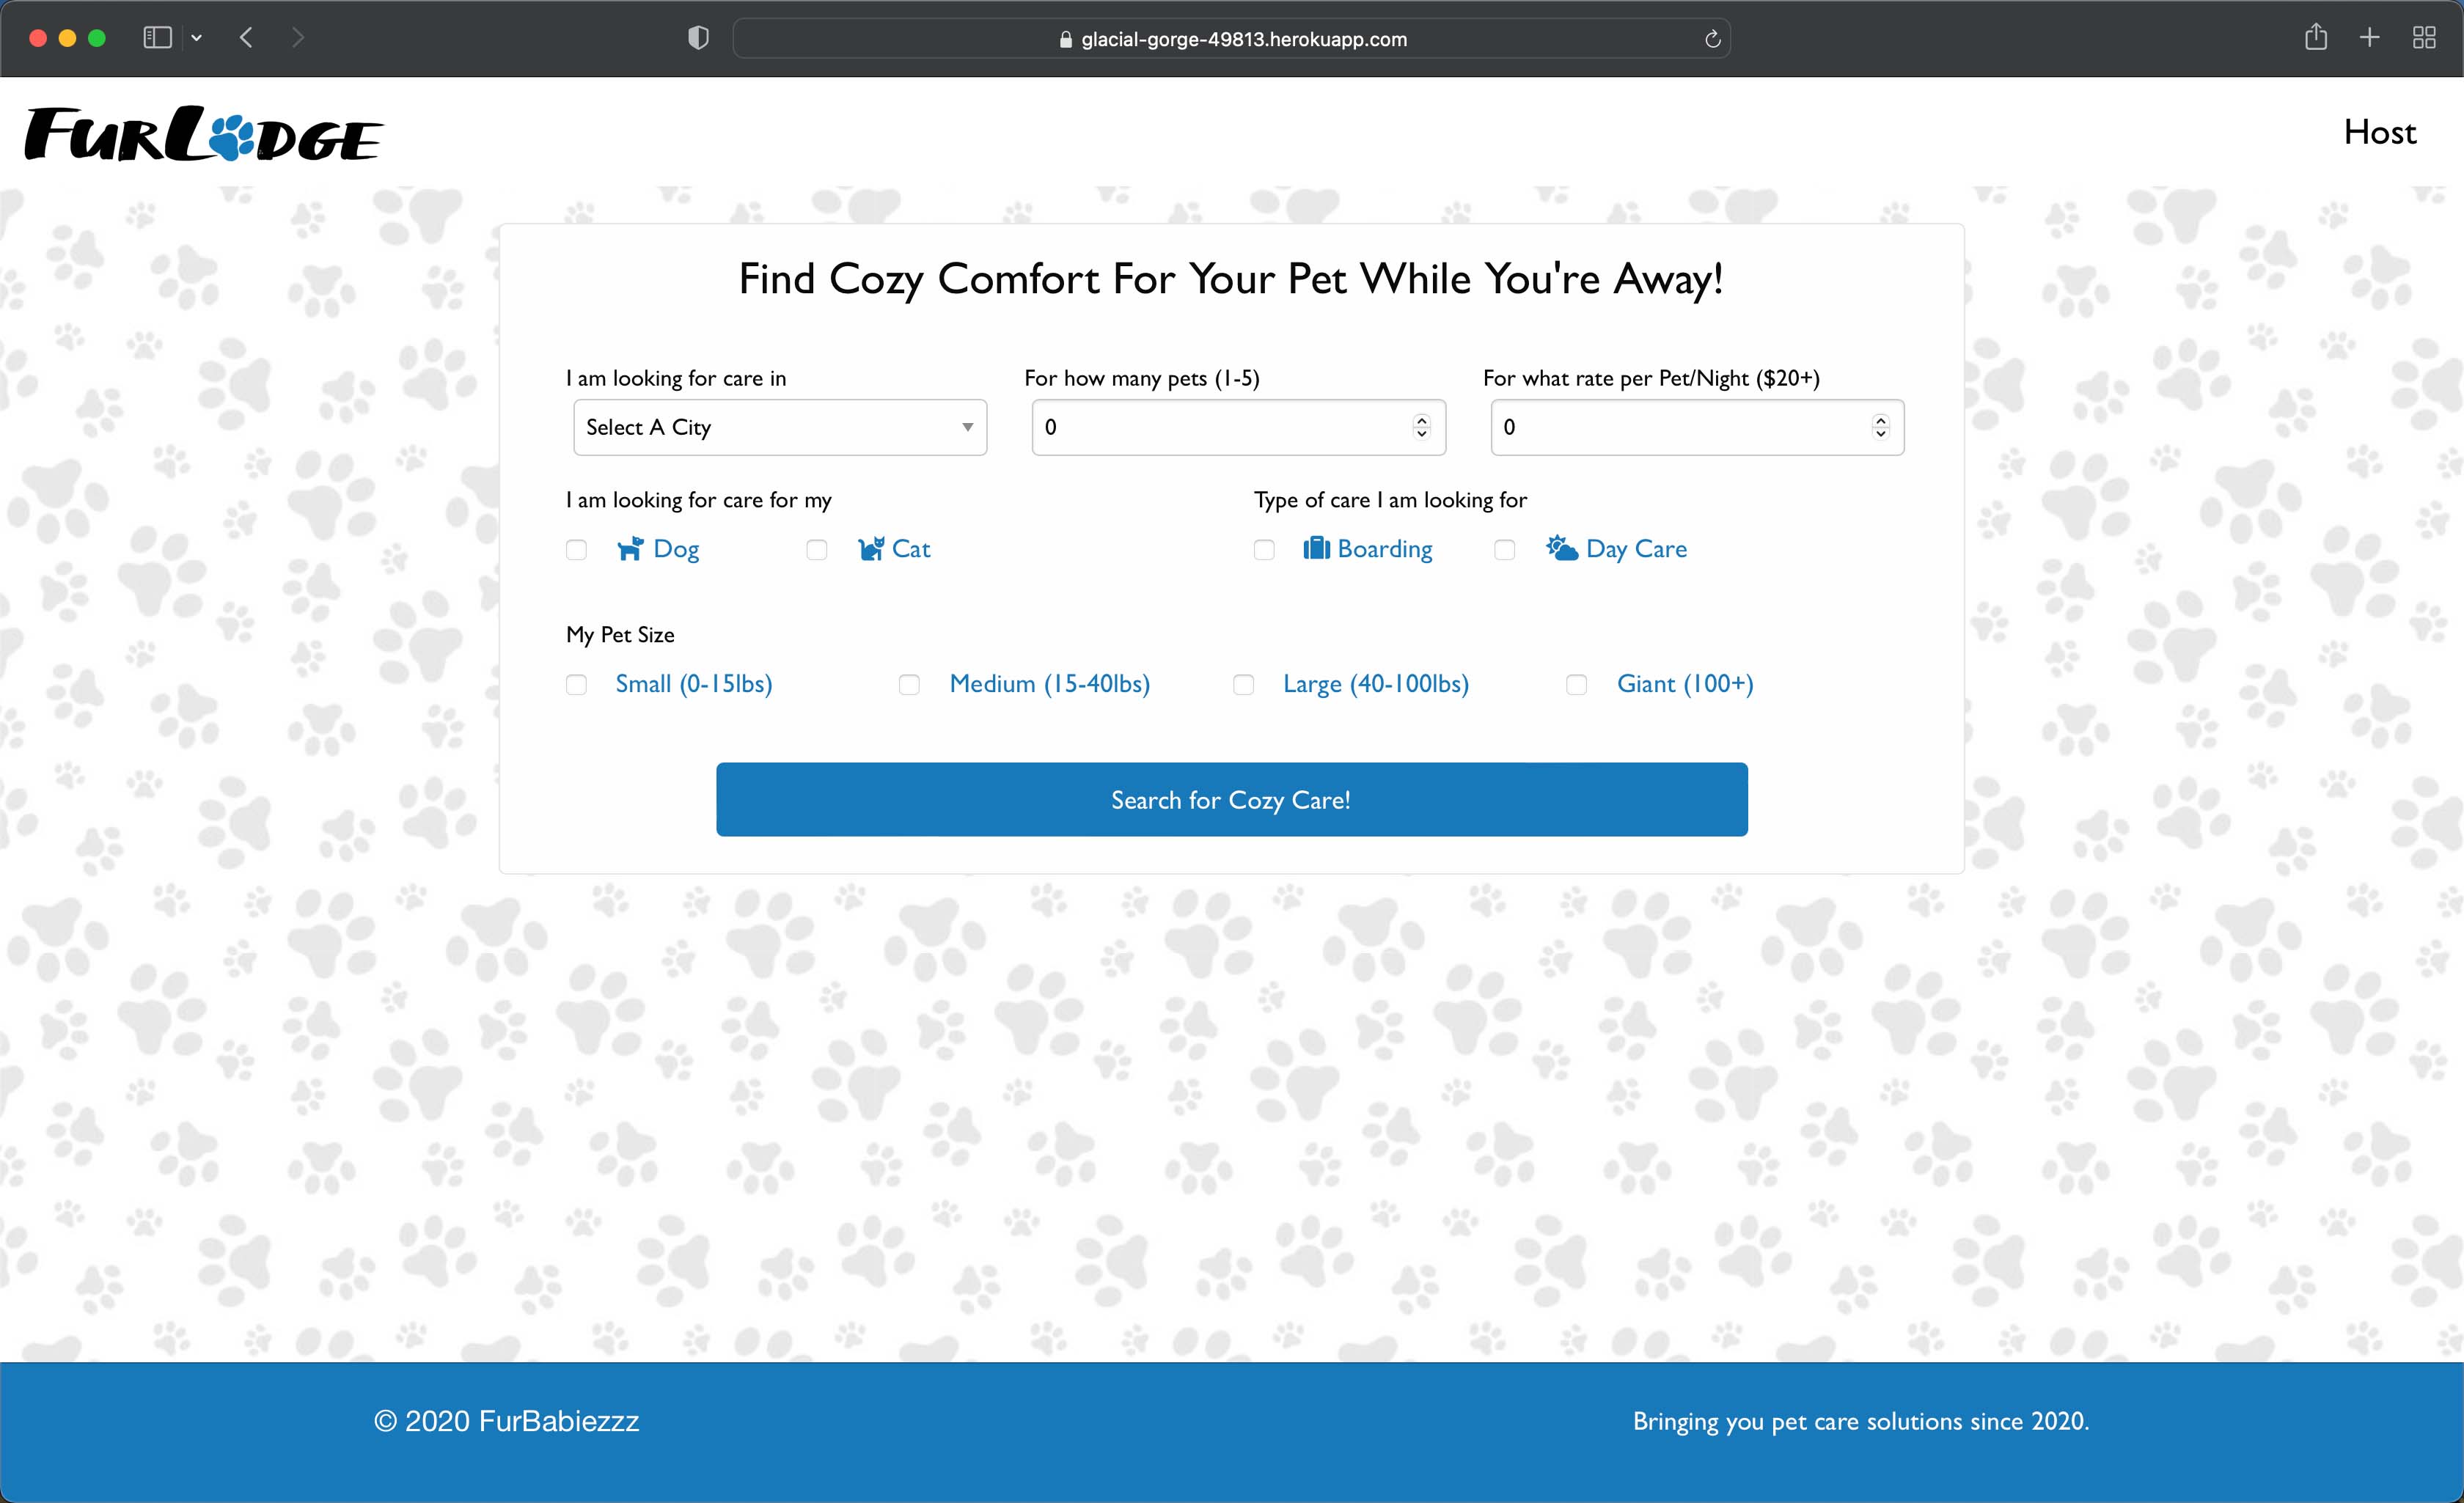 glacial-gorge-49813.herokuapp.com
FURLODGE
Host
Find Cozy Comfort For Your Pet While You're Away!
I am looking for care in
For how many pets (1-5)
For what rate per Pet/Night ($20+)
Select A City
0
0
I am looking for care for my
Type of care I am looking for
Dog
Cat
Boarding
Day Care
My Pet Size
Small (0-15lbs)
Medium (15-40lbs)
Large (40-100lbs)
Giant (100+)
Search for Cozy Care!
© 2020 FurBabiezzz
Bringing you pet care solutions since 2020.